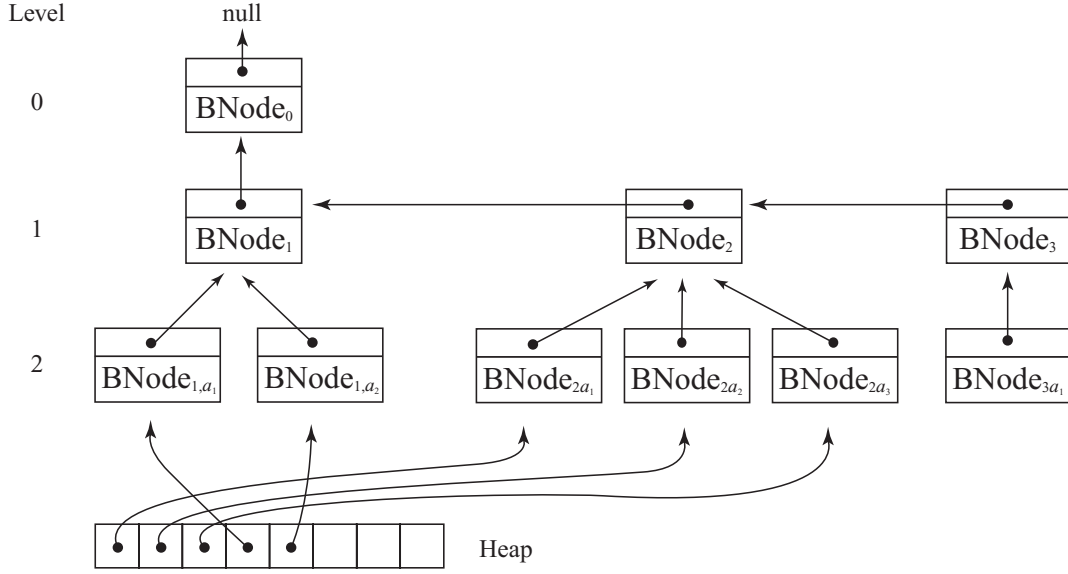 Level null
0 BNode₀
1 BNode₁ BNode₂ BNode₃
2 BNode₁,ₐ₁ BNode₁,ₐ₂ BNode₂ₐ₁ BNode₂ₐ₂ BNode₂ₐ₃ BNode₃ₐ₁
Heap